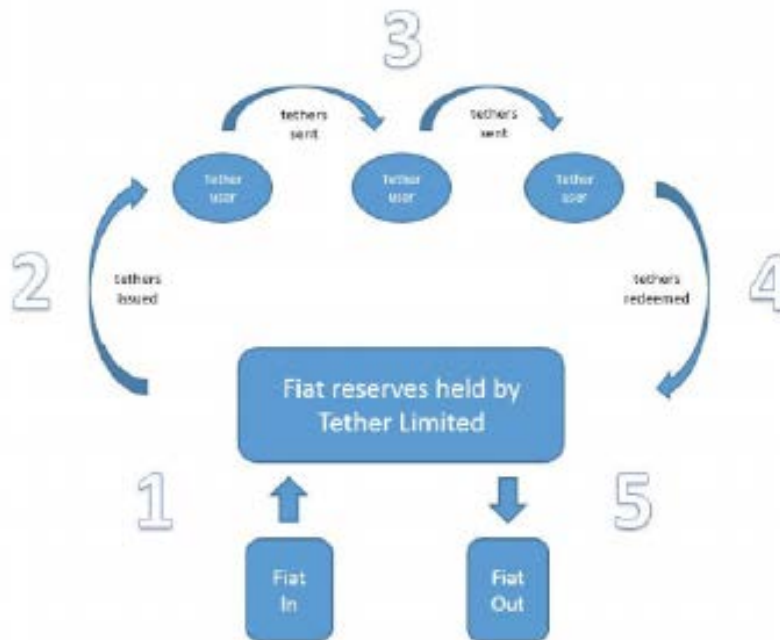 3
tethers
sent
tethers
sent
Tether
user
Tether
user
Tether
user
2
tethers
issued
tethers
redeemed
4
Fiat reserves held by
Tether Limited
1
5
Fiat
In
Fiat
Out